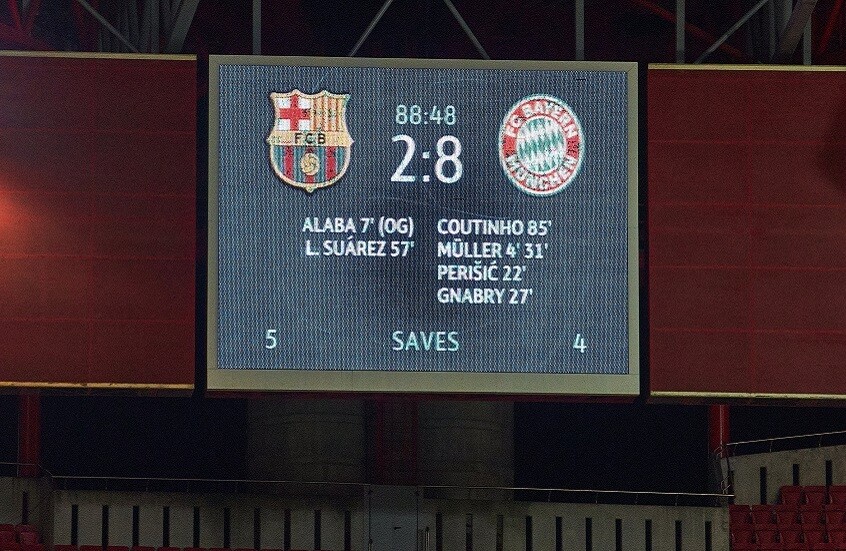 88:48
2:8
FCB
FC BAYERN
MÜNCHEN
ALABA 7' (OG) COUTINHO 85'
L. SUÁREZ 57' MÜLLER 4' 31'
PERIŠIĆ 22'
GNABRY 27'
5 SAVES 4